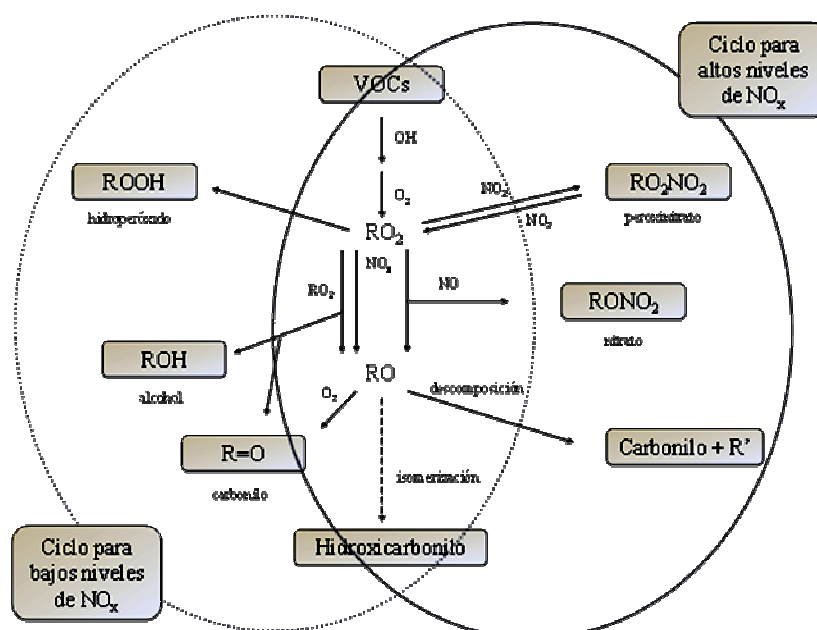 Ciclo para
altos niveles
de NOₓ
VOCs
OH
O₂
ROOH
hidroperóxido
RO₂
NO₂
NO₂
RO₂NO₂
peroxinitrato
RO₂
NO₃
NO
RONO₂
nitrato
ROH
alcohol
RO
O₂
descomposición
R=O
carbonilo
Carbonilo + R’
isomerización
Hidroxicarbonilo
Ciclo para
bajos niveles
de NOₓ